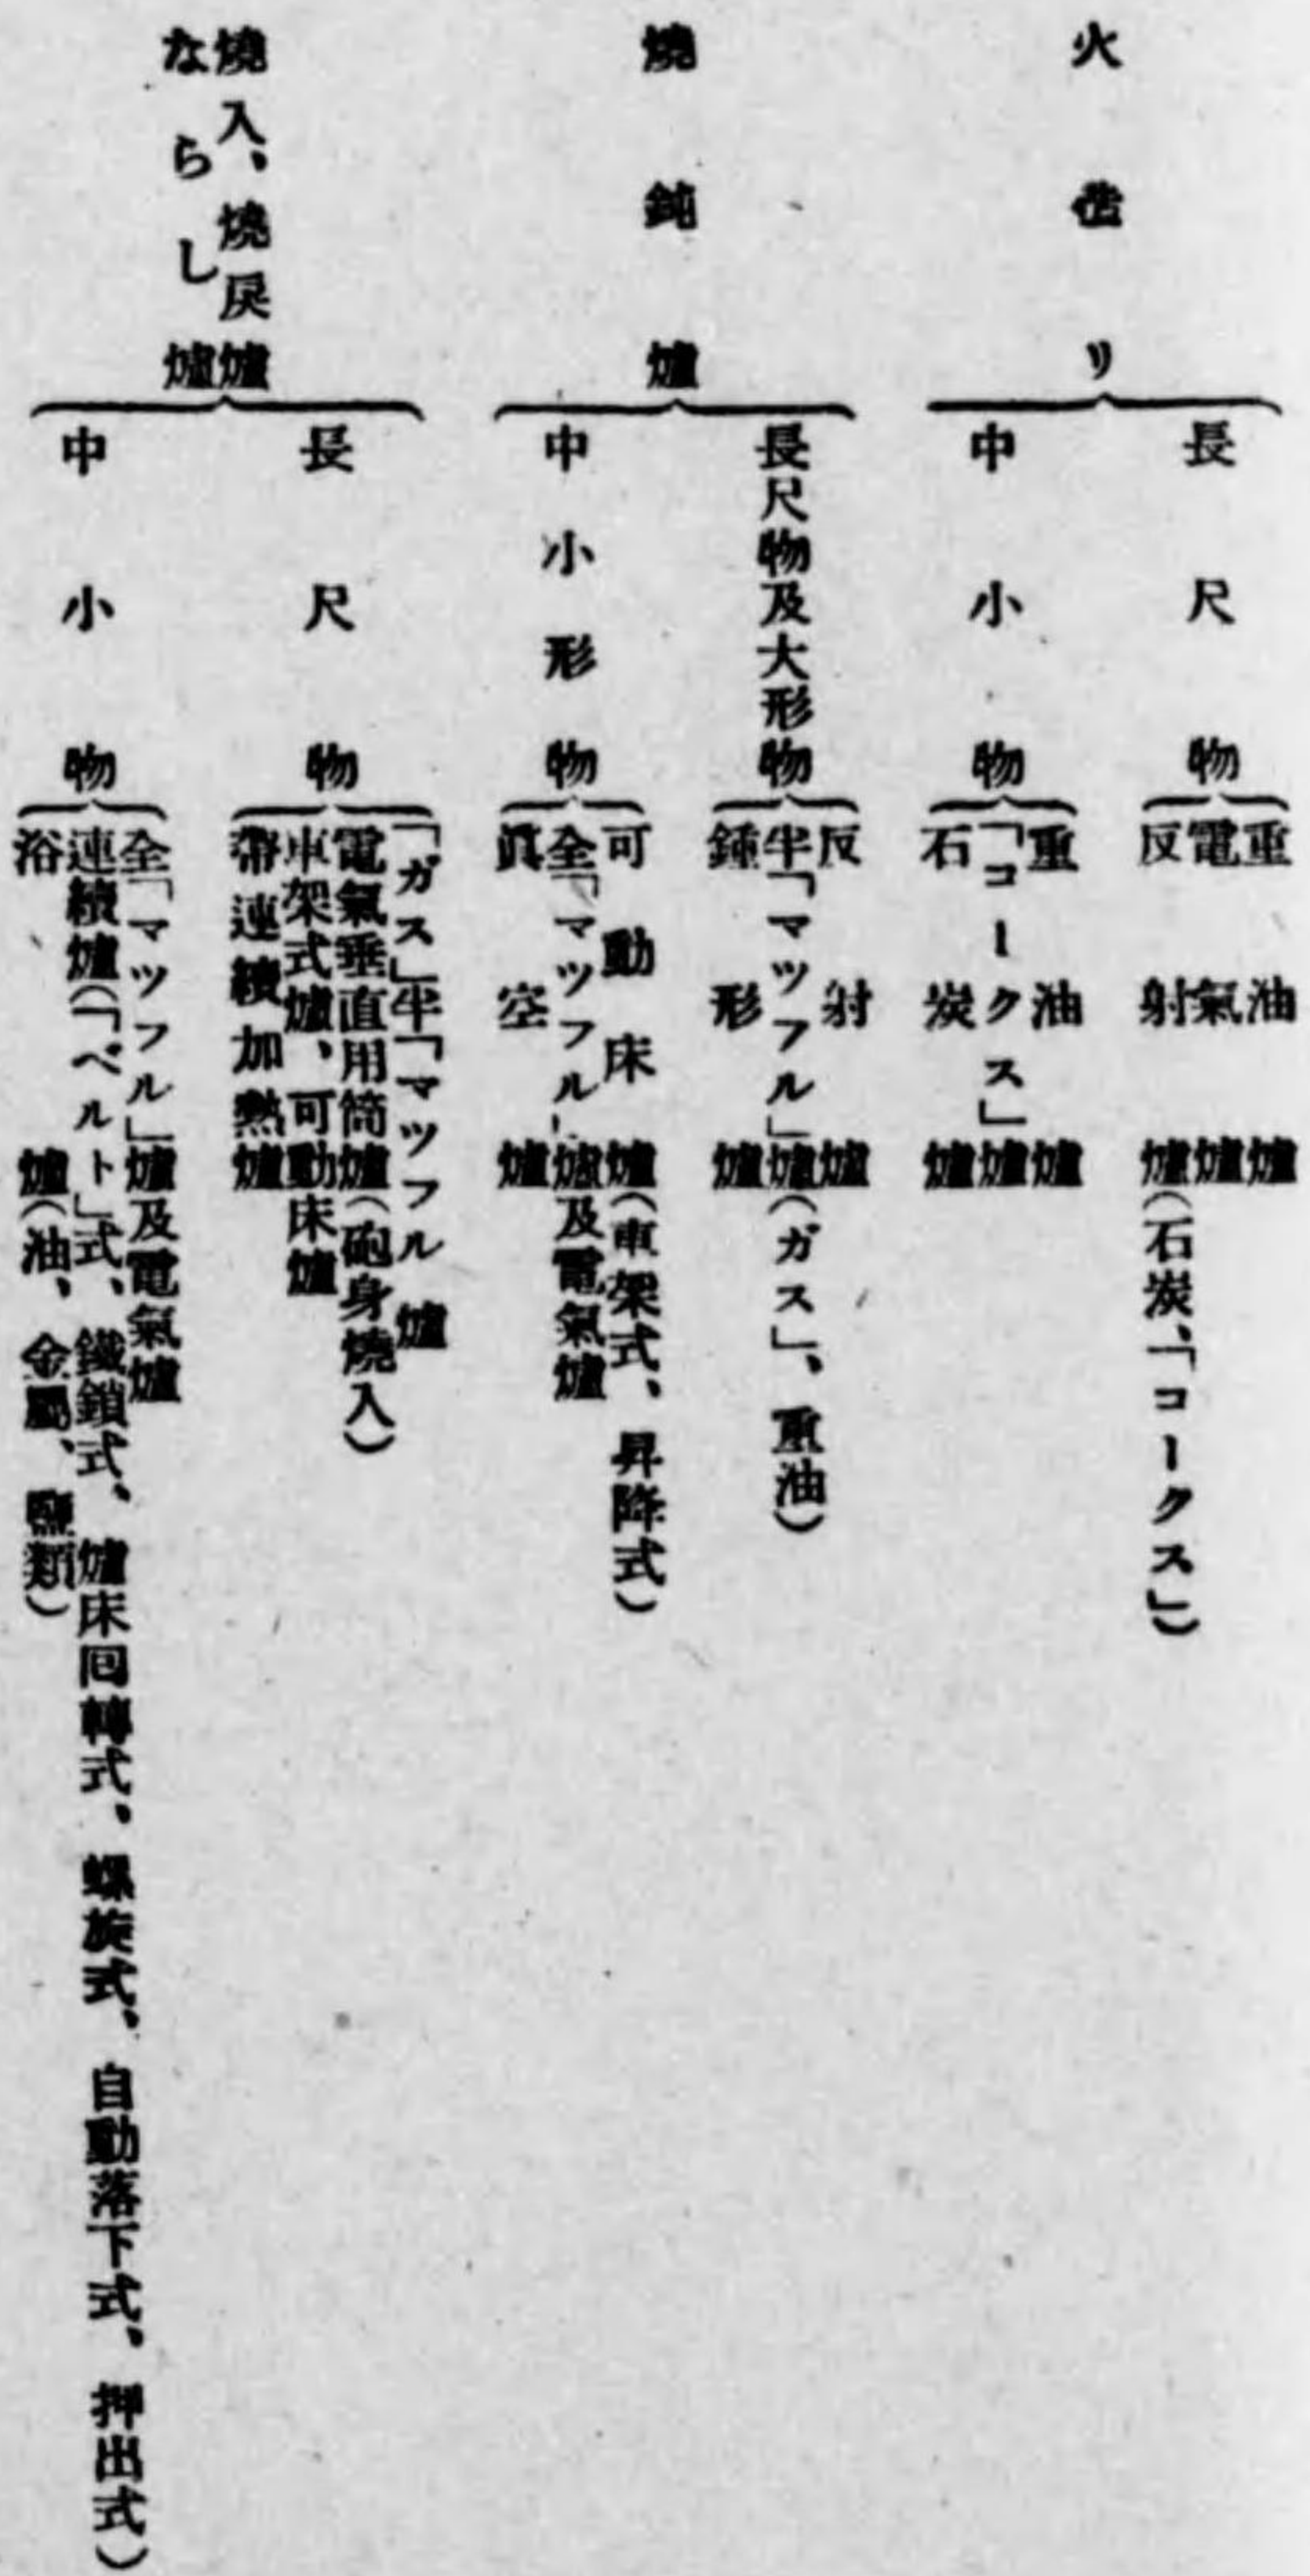 火造リ
長尺物
重油爐
電氣爐
反射爐（石炭、「コークス」）
中小物
重油爐
「コークス」爐
石炭爐
燒鈍爐
長尺物及大形物
反射爐
半「マツフル」爐（ガス」、重油）
鍾形爐
中小形物
可動床爐（車架式、昇降式）
全「マツフル」爐及電氣爐
眞空爐
燒入、燒戻爐
ならし爐
長尺物
「ガス」半「マツフル爐
電氣垂直用筒爐（砲身燒入）
車架式爐、可動床爐
帶連續加熱爐
中小物
全「マツフル」爐及電氣爐
連續爐（「ベルト」式、鐵鎖式、爐床回轉式、螺旋式、自動落下式、押出式）
浴爐（油、金屬、鹽類）